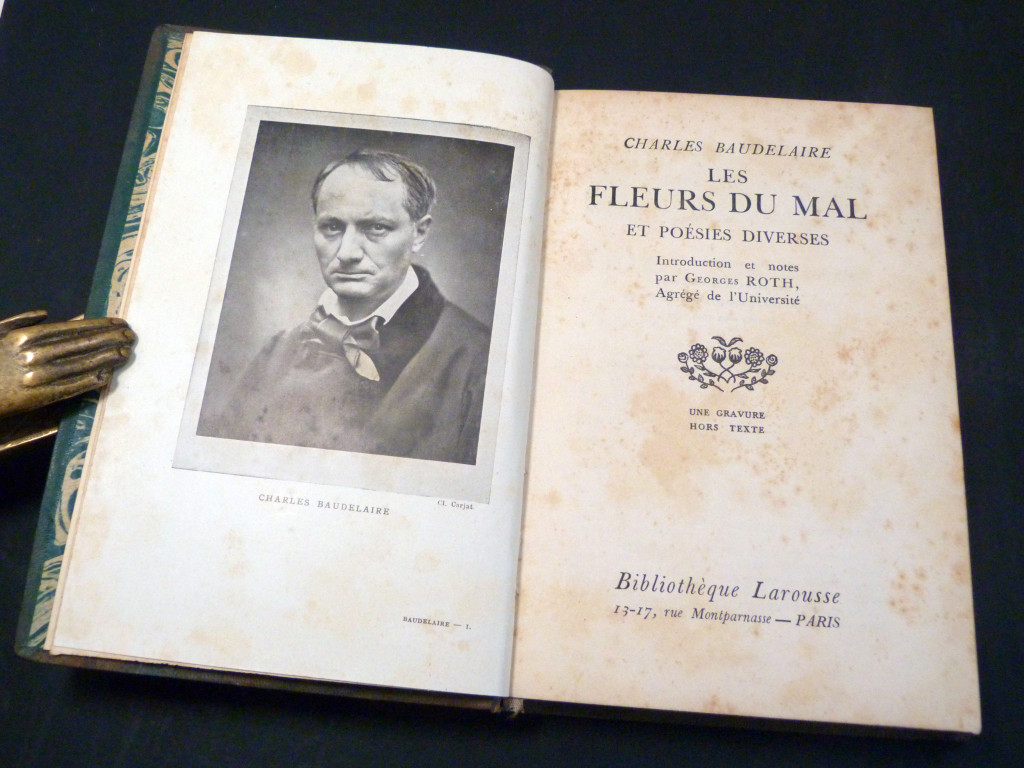 CHARLES BAUDELAIRE
Cl. Carjat
BAUDELAIRE — 1.
CHARLES BAUDELAIRE
LES
FLEURS DU MAL
ET POÉSIES DIVERSES
Introduction et notes
par GEORGES ROTH,
Agrégé de l'Université
UNE GRAVURE
HORS TEXTE
Bibliothèque Larousse
13-17, rue Montparnasse — PARIS